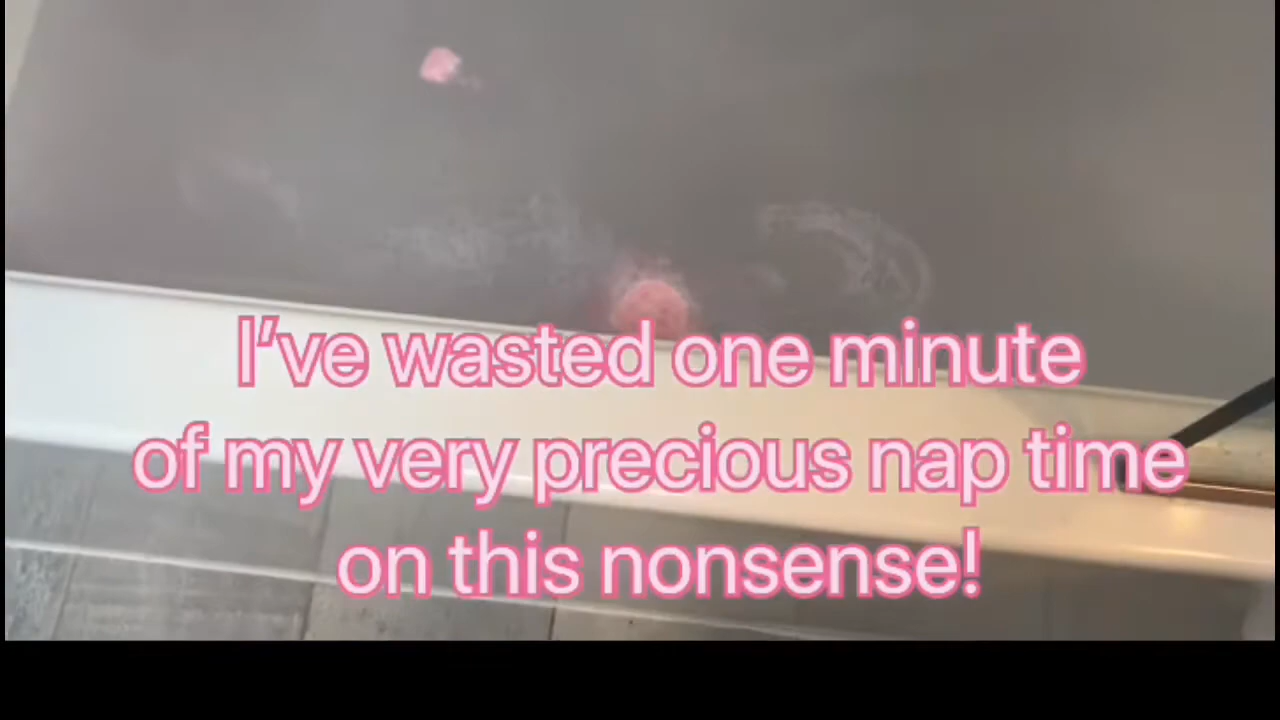 I’ve wasted one minute
of my very precious nap time
on this nonsense!